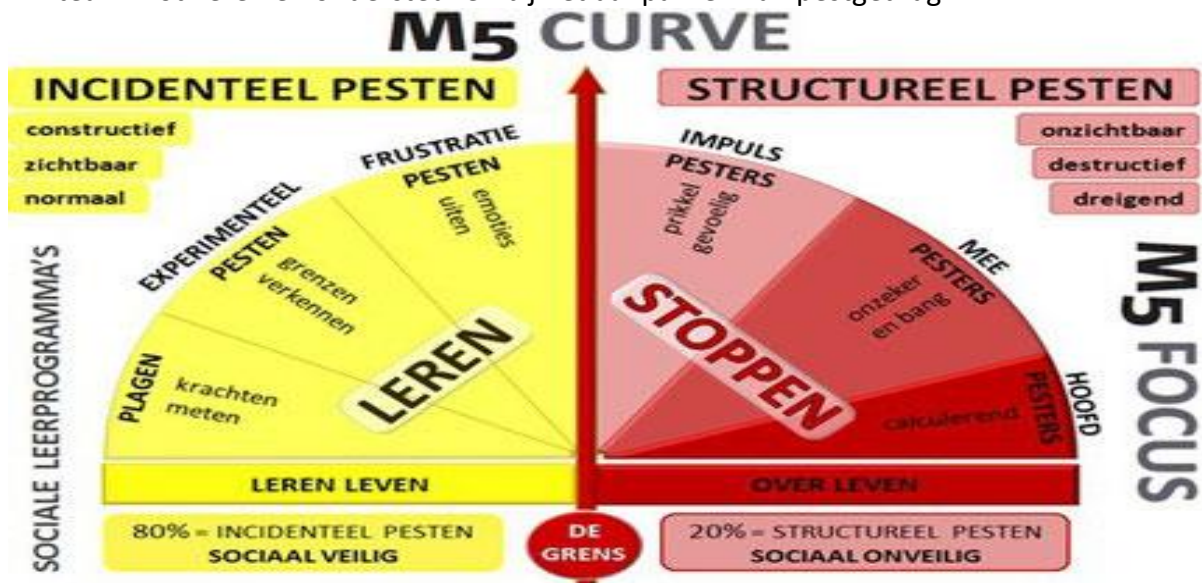 M5 CURVE
INCIDENTEEL PESTEN
constructief
zichtbaar
normaal
STRUCTUREEL PESTEN
onzichtbaar
destructief
dreigend
SOCIALE LEERPROGRAMMA'S
PLAGEN
krachten
meten
EXPERIMENTEEL
PESTEN
grenzen
verkennen
FRUSTRATIE
PESTEN
emoties
uiten
LEREN
IMPULS
PESTERS
prikkel
gevoelig
MEE
PESTERS
onzeker
en bang
HOOFD
PESTERS
calculerend
STOPPEN
M5 FOCUS
LEREN LEVEN
OVER LEVEN
80% = INCIDENTEEL PESTEN
SOCIAAL VEILIG
DE
GRENS
20% = STRUCTUREEL PESTEN
SOCIAAL ONVEILIG